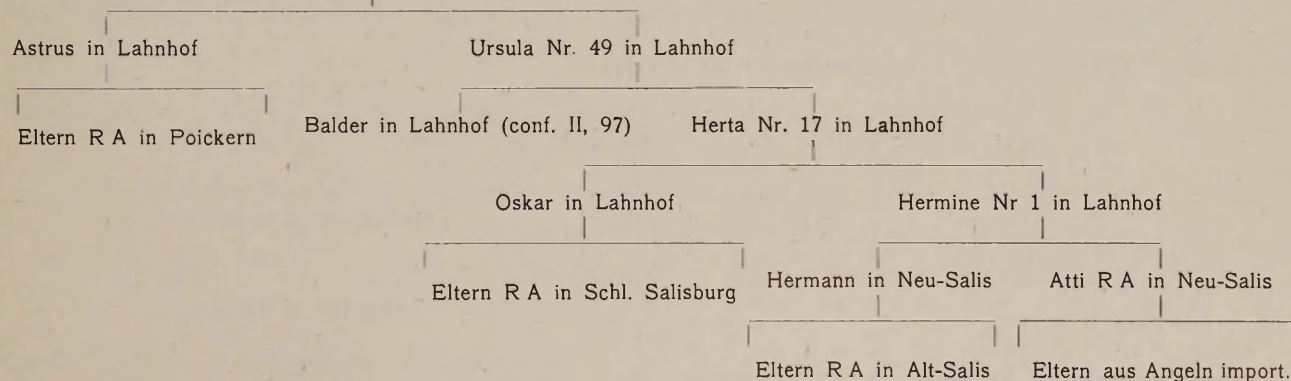 Astrus in Lahnhof Ursula Nr. 49 in Lahnhof
Eltern R A in Poickern Balder in Lahnhof (conf. II, 97) Herta Nr. 17 in Lahnhof
Oskar in Lahnhof Hermine Nr 1 in Lahnhof
Eltern R A in Schl. Salisburg Hermann in Neu-Salis Atti R A in Neu-Salis
Eltern R A in Alt-Salis Eltern aus Angeln import.